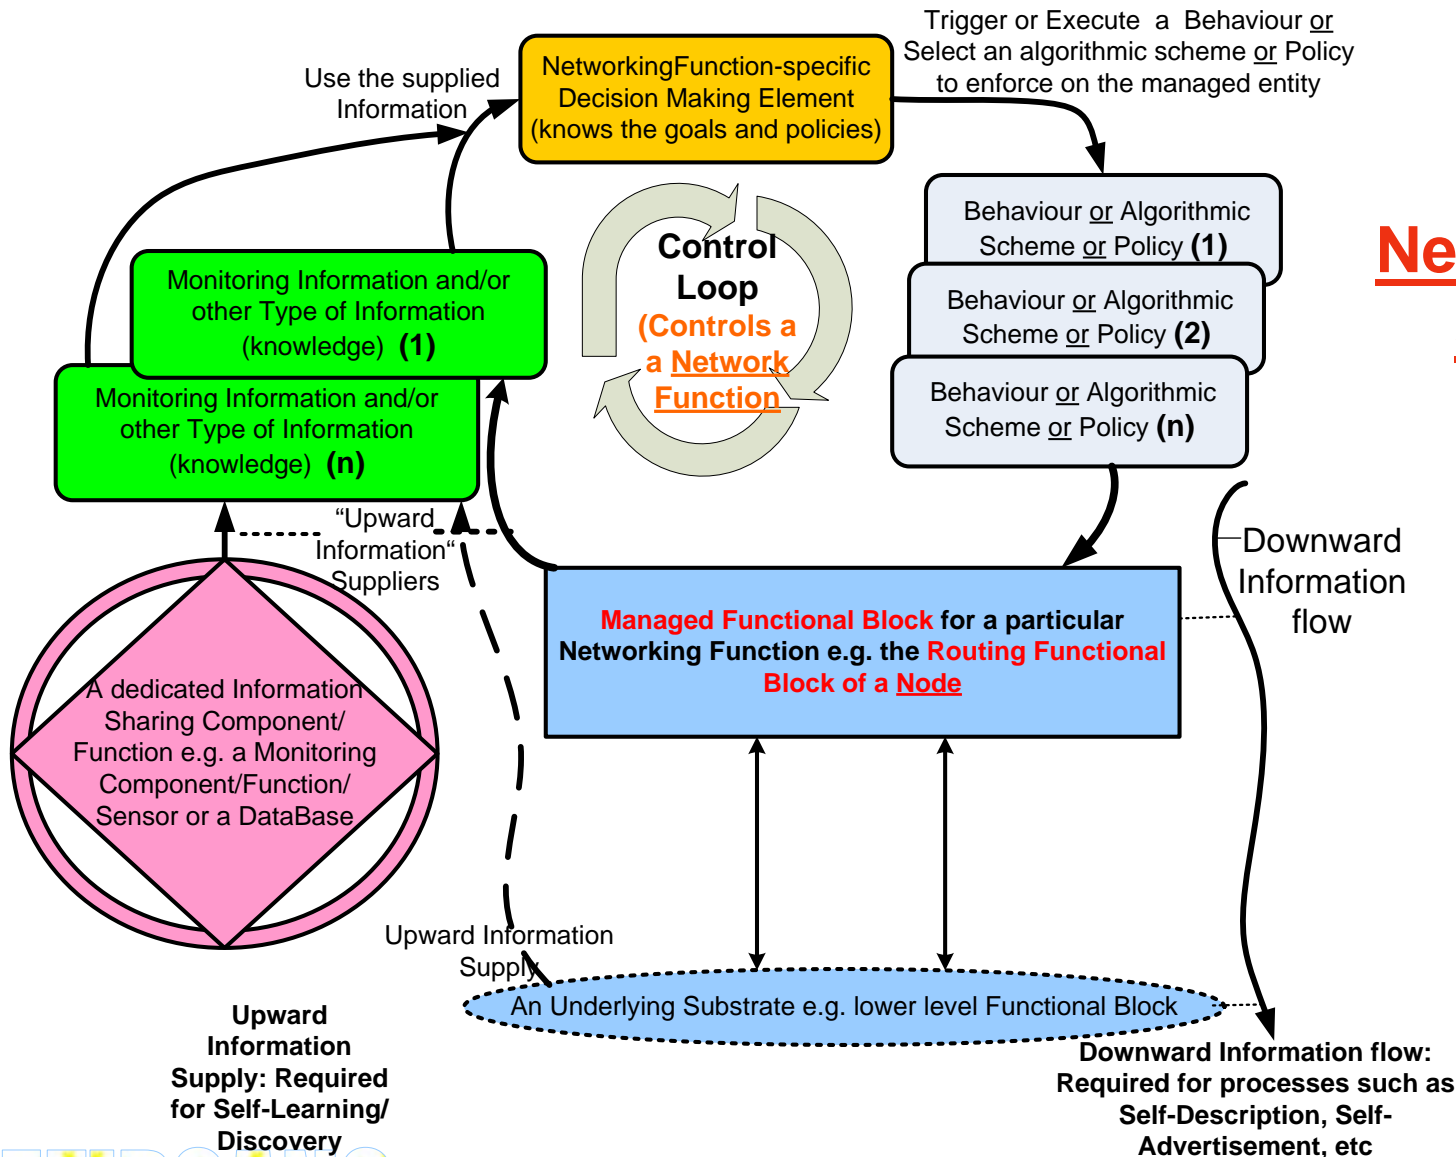 Trigger or Execute a Behaviour or
Select an algorithmic scheme or Policy
to enforce on the managed entity
Use the supplied
Information
NetworkingFunction-specific
Decision Making Element
(knows the goals and policies)
Behaviour or Algorithmic
Scheme or Policy (1)
Behaviour or Algorithmic
Scheme or Policy (2)
Behaviour or Algorithmic
Scheme or Policy (n)
Ne
Control
Loop
(Controls a
a Network
Function
Monitoring Information and/or
other Type of Information
(knowledge) (1)
Monitoring Information and/or
other Type of Information
(knowledge) (n)
“Upward
Information“
Suppliers
Downward
Information
flow
Managed Functional Block for a particular
Networking Function e.g. the Routing Functional
Block of a Node
A dedicated Information
Sharing Component/
Function e.g. a Monitoring
Component/Function/
Sensor or a DataBase
Upward Information
Supply
An Underlying Substrate e.g. lower level Functional Block
Upward
Information
Supply: Required
for Self-Learning/
Discovery
Downward Information flow:
Required for processes such as
Self-Description, Self-
Advertisement, etc